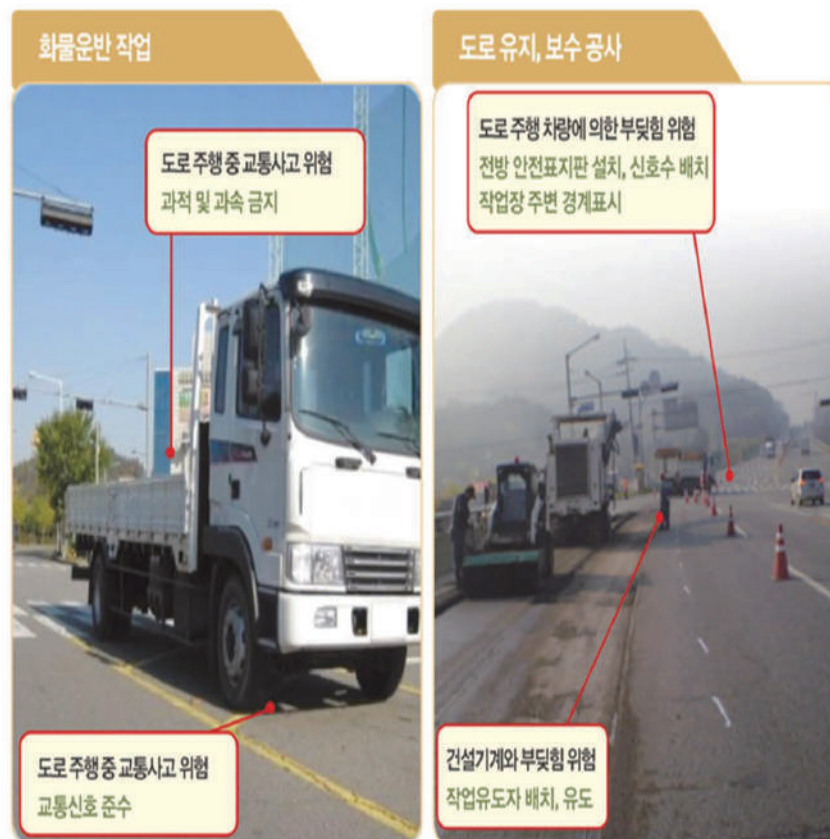 화물운반 작업
도로 주행 중 교통사고 위험
과적 및 과속 금지
도로 주행 중 교통사고 위험
교통신호 준수
도로 유지, 보수 공사
도로 주행 차량에 의한 부딪힘 위험
전방 안전표지판 설치, 신호수 배치
작업장 주변 경계표시
건설기계와 부딪힘 위험
작업유도자 배치, 유도